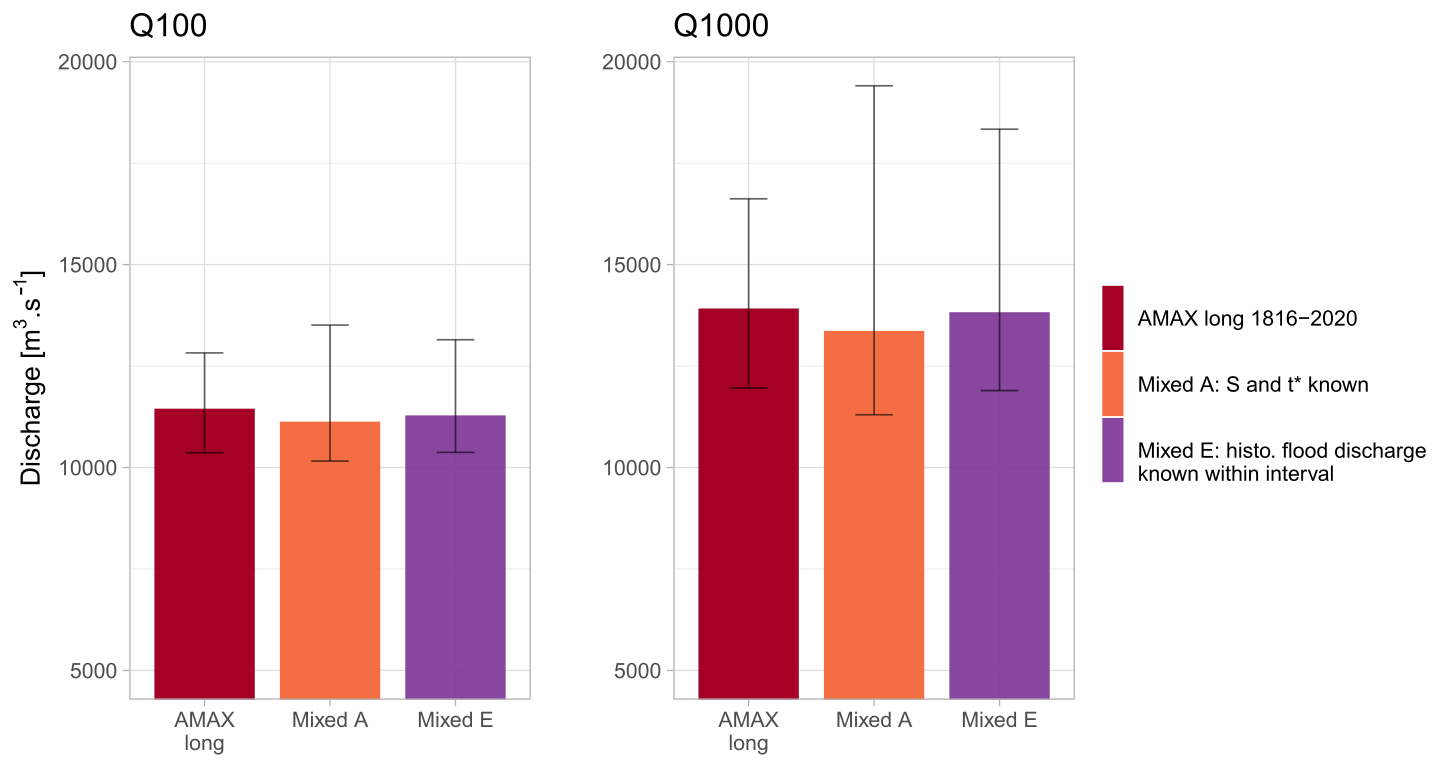 Q100
Q1000
Discharge [m³.s⁻¹]
20000
15000
10000
5000
AMAX
long
Mixed A
Mixed E
20000
15000
10000
5000
AMAX
long
Mixed A
Mixed E
AMAX long 1816−2020
Mixed A: S and t* known
Mixed E: histo. flood discharge
known within interval